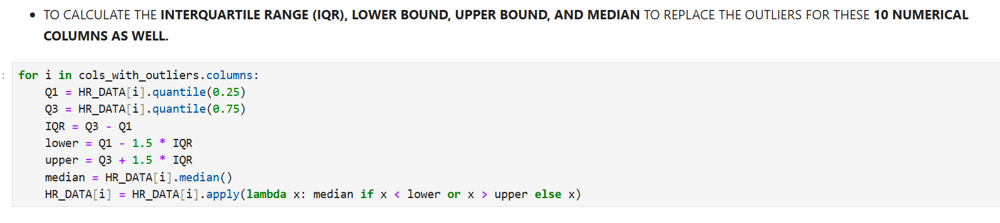 • TO CALCULATE THE INTERQUARTILE RANGE (IQR), LOWER BOUND, UPPER BOUND, AND MEDIAN TO REPLACE THE OUTLIERS FOR THESE 10 NUMERICAL
COLUMNS AS WELL.
: for i in cols_with_outliers.columns:
    Q1 = HR_DATA[i].quantile(0.25)
    Q3 = HR_DATA[i].quantile(0.75)
    IQR = Q3 - Q1
    lower = Q1 - 1.5 * IQR
    upper = Q3 + 1.5 * IQR
    median = HR_DATA[i].median()
    HR_DATA[i] = HR_DATA[i].apply(lambda x: median if x < lower or x > upper else x)